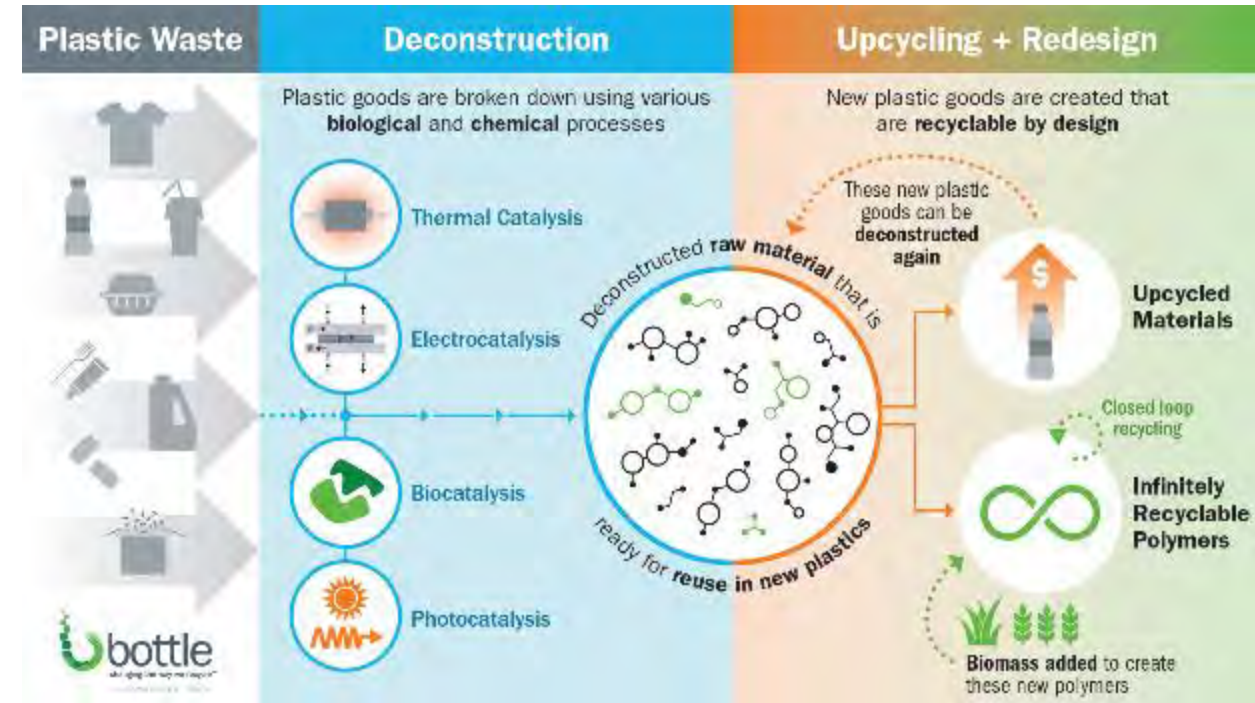 Plastic Waste
Deconstruction
Upcycling + Redesign
Plastic goods are broken down using various
biological and chemical processes
New plastic goods are created that
are recyclable by design
Thermal Catalysis
Electrocatalysis
Biocatalysis
Photocatalysis
Deconstructed raw material that is
ready for reuse in new plastics
These new plastic
goods can be
deconstructed
again
$
Upcycled
Materials
Closed loop
recycling
Infinitely
Recyclable
Polymers
Biomass added to create
these new polymers
bottle